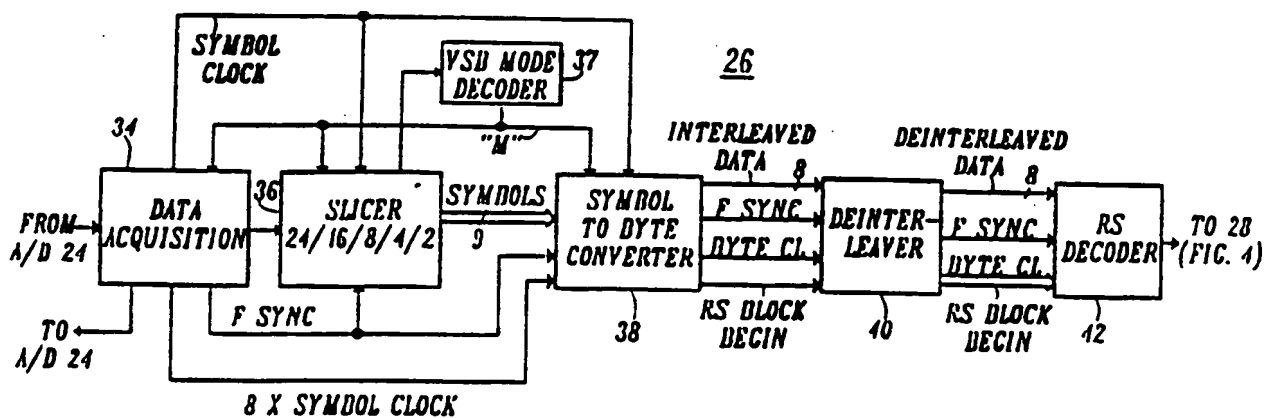 SYMBOL
CLOCK
VSB MODE
DECODER
37
26
34
"M"
INTERLEAVED
DATA
8
DEINTERLEAVED
DATA
8
FROM
A/D 24
DATA
ACQUISITION
36
SLICER
24/16/8/4/2
SYMBOLS
9
SYMBOL
TO BYTE
CONVERTER
F SYNC
BYTE CL
RS BLOCK
BEGIN
DEINTER-
LEAVER
F SYNC
BYTE CL
RS BLOCK
BEGIN
RS
DECODER
TO 28
(FIG. 4)
TO
A/D 24
F SYNC
38
40
42
8 X SYMBOL CLOCK